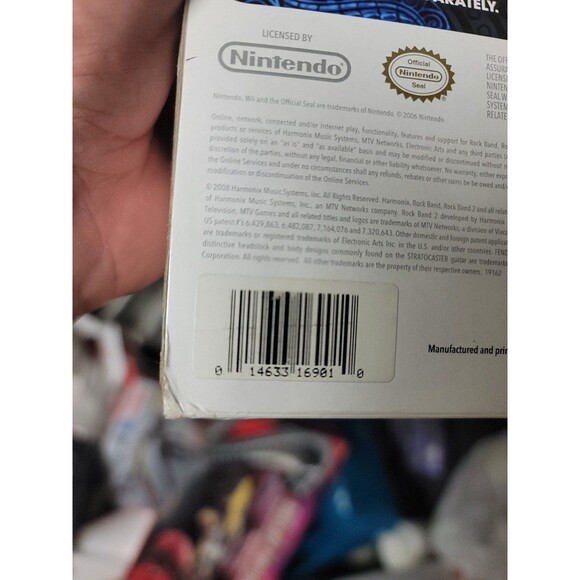 ARATELY.
LICENSED BY
Nintendo®
Official
Nintendo
Seal
THE OFF
ASSURA
LICENS
NINTEN
SEAL W
SYSTEM
RELATE
Nintendo, Wii and the Official Seal are trademarks of Nintendo. © 2006 Nintendo.
Online, network, connected and/or Internet play, functionality, features and support for Rock Band, Ro
products or services of Harmonix Music Systems, MTV Networks, Electronic Arts and any third parties
provided solely on an "as is" and "as available" basis and may be modified or discontinued without n
discretion of the parties, without any legal, financial or other liability whatsoever. No warranty, either exp
the Online Services and under no circumstances shall any refunds, rebates or other sums be owed and/o
modification or discontinuation of the Online Services.
© 2008 Harmonix Music Systems, Inc. All Rights Reserved. Harmonix, Rock Band, Rock Band 2 and all relat
of Harmonix Music Systems, Inc., an MTV Networks company. Rock Band 2 developed by Harmonix
Television, MTV Games and all related titles and logos are trademarks of MTV Networks, a division of Viaco
US patent #'s 6,429,863, 6,482,087, 7,164,076 and 7,320,643. Other domestic and foreign patent applicat
are trademarks or registered trademarks of Electronic Arts Inc. in the U.S. and/or other countries. FEND
distinctive headstock and body designs commonly found on the STRATOCASTER guitar are trademark
Corporation. All rights reserved. All other trademarks are the property of their respective owners. 19162
Manufactured and prin
0 14633 16901 0